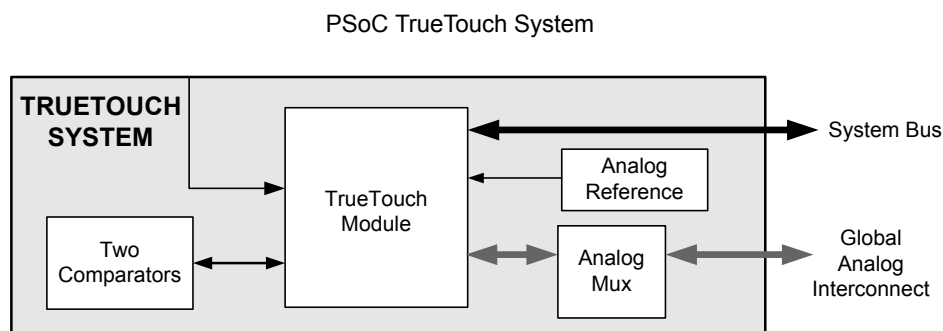 PSoC TrueTouch System
TRUETOUCH
SYSTEM
TrueTouch
Module
System Bus
Analog
Reference
Two
Comparators
Analog
Mux
Global
Analog
Interconnect